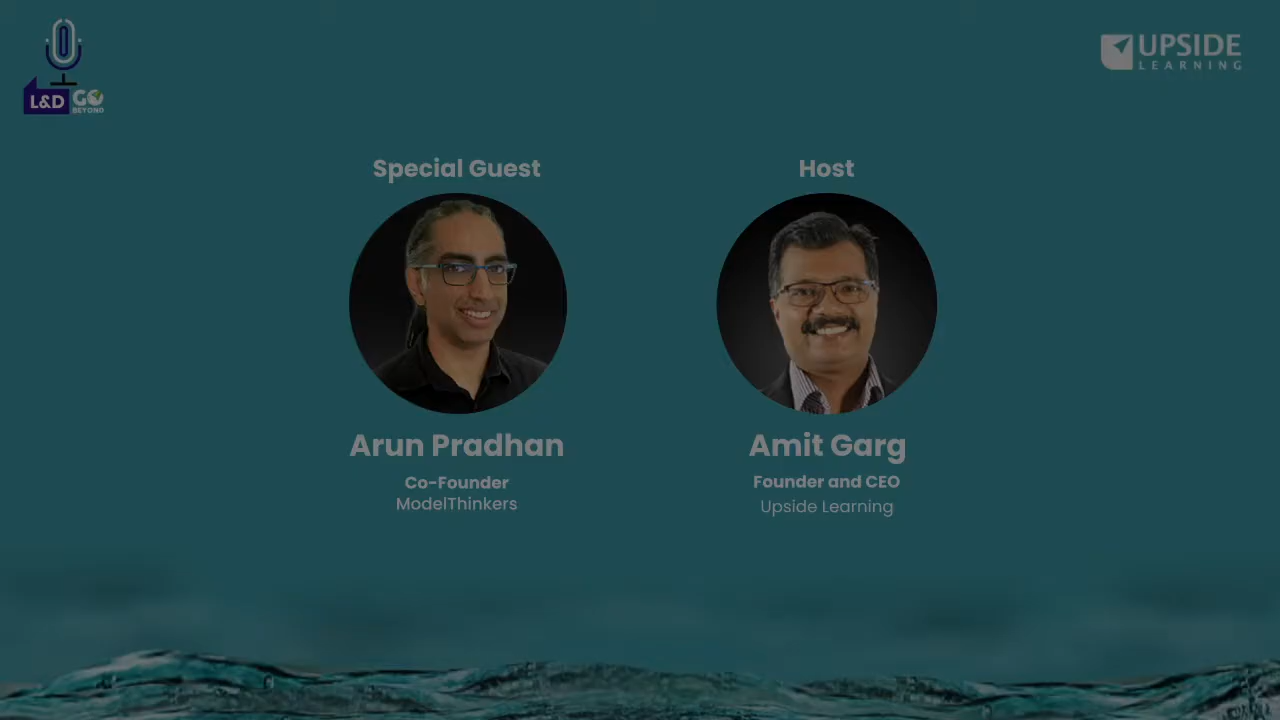 L&D
GO
BEYOND
UPSIDE
LEARNING
Special Guest
Arun Pradhan
Co-Founder
ModelThinkers
Host
Amit Garg
Founder and CEO
Upside Learning